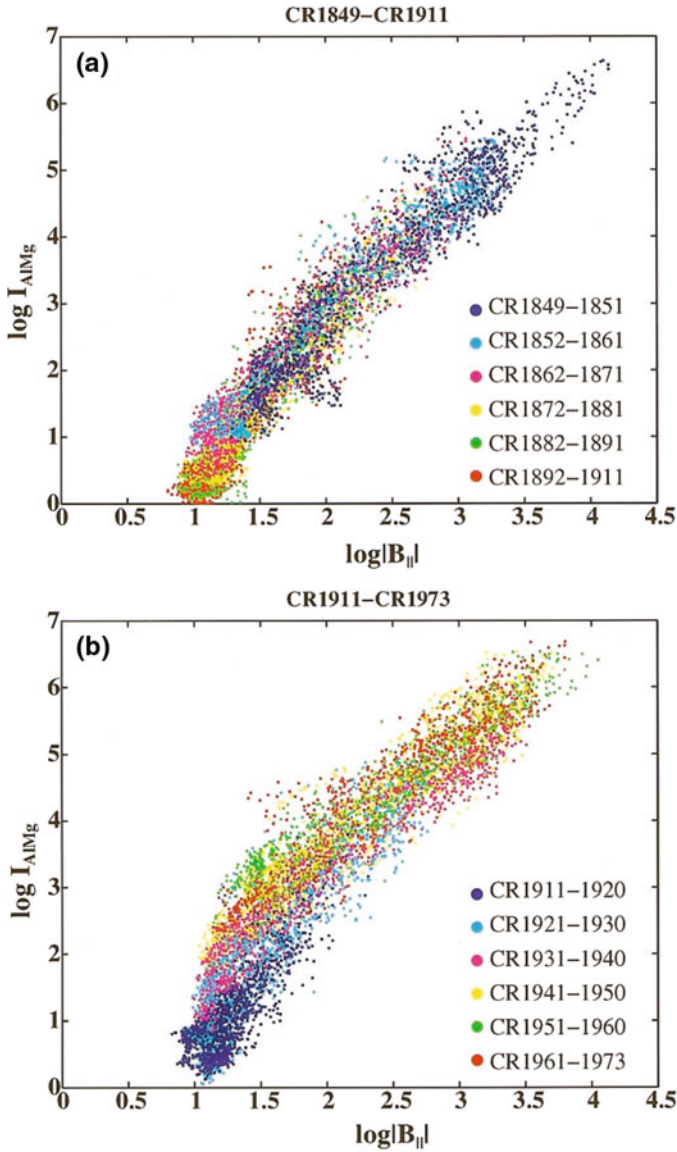 CR1849–CR1911
(a)
7
6
5
4
3
2
1
0
log I_AlMg
CR1849–1851
CR1852–1861
CR1862–1871
CR1872–1881
CR1882–1891
CR1892–1911
0 0.5 1 1.5 2 2.5 3 3.5 4 4.5
log|B_||​|
CR1911–CR1973
(b)
7
6
5
4
3
2
1
0
log I_AlMg
CR1911–1920
CR1921–1930
CR1931–1940
CR1941–1950
CR1951–1960
CR1961–1973
0 0.5 1 1.5 2 2.5 3 3.5 4 4.5
log|B_||​|